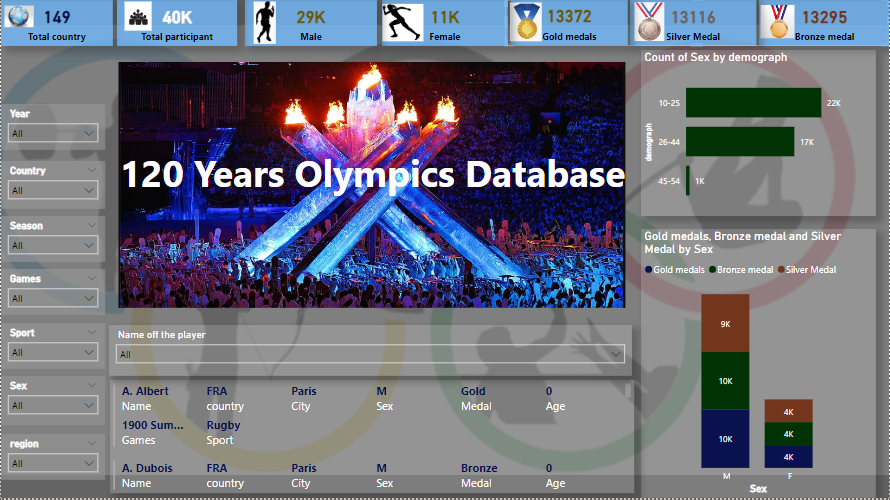 149
Total country
40K
Total participant
29K
Male
11K
Female
13372
Gold medals
13116
Silver Medal
13295
Bronze medal
Year
All
Country
All
Season
All
Games
All
Sport
All
Sex
All
region
All
120 Years Olympics Database
Name off the player
All
A. Albert FRA Paris M Gold 0
Name country City Sex Medal Age
1900 Sum... Rugby
Games Sport
A. Dubois FRA Paris M Bronze 0
Name country City Sex Medal Age
Count of Sex by demograph
demograph
10-25 22K
26-44 17K
45-54 1K
Gold medals, Bronze medal and Silver
Medal by Sex
Gold medals Bronze medal Silver Medal
9K
10K
10K
4K
4K
4K
M F
Sex